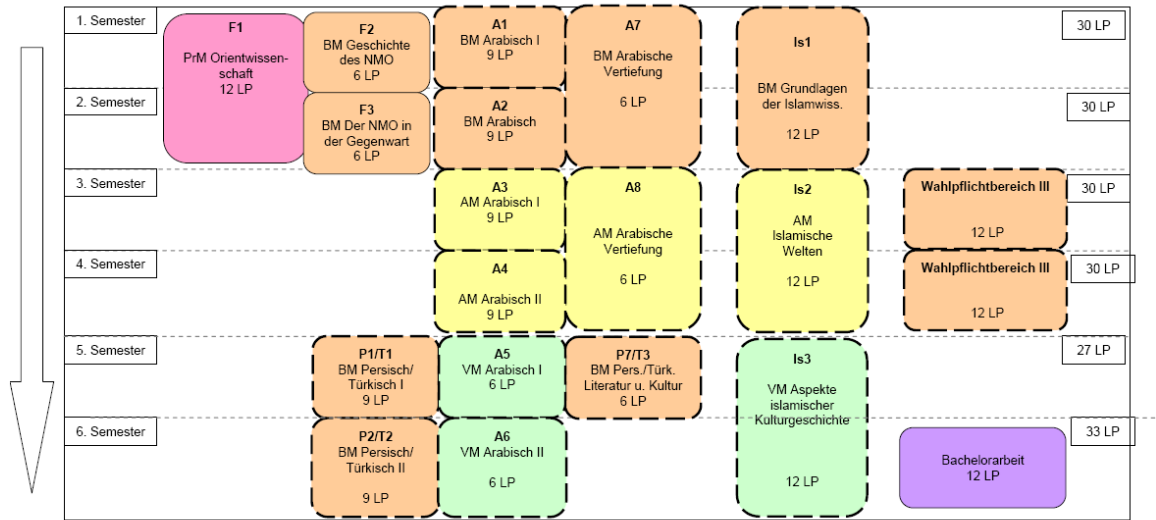 1. Semester
F1
PrM Orientwissen-
schaft
12 LP
F2
BM Geschichte
des NMO
6 LP
A1
BM Arabisch I
9 LP
A7
BM Arabische
Vertiefung
6 LP
Is1
BM Grundlagen
der Islamwiss.
12 LP
30 LP
2. Semester
F3
BM Der NMO in
der Gegenwart
6 LP
A2
BM Arabisch
9 LP
30 LP
3. Semester
A3
AM Arabisch I
9 LP
A8
AM Arabische
Vertiefung
6 LP
Is2
AM
Islamische
Welten
12 LP
Wahlpflichtbereich III
12 LP
30 LP
4. Semester
A4
AM Arabisch II
9 LP
Wahlpflichtbereich III
12 LP
30 LP
5. Semester
P1/T1
BM Persisch/
Türkisch I
9 LP
A5
VM Arabisch I
6 LP
P7/T3
BM Pers./Türk.
Literatur u. Kultur
6 LP
Is3
VM Aspekte
islamischer
Kulturgeschichte
12 LP
27 LP
6. Semester
P2/T2
BM Persisch/
Türkisch II
9 LP
A6
VM Arabisch II
6 LP
Bachelorarbeit
12 LP
33 LP